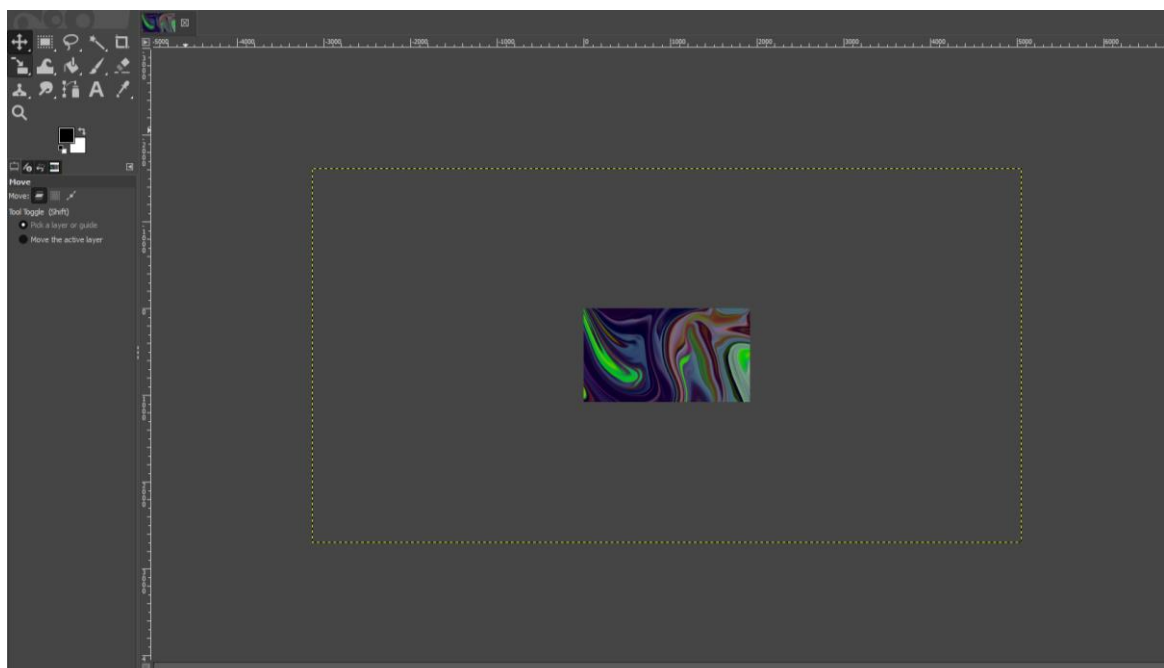 -5000 -4000 -3000 -2000 -1000 0 1000 2000 3000 4000 5000 6000
A
Move
Move:
Tool Toggle (Shift)
Pick a layer or guide
Move the active layer